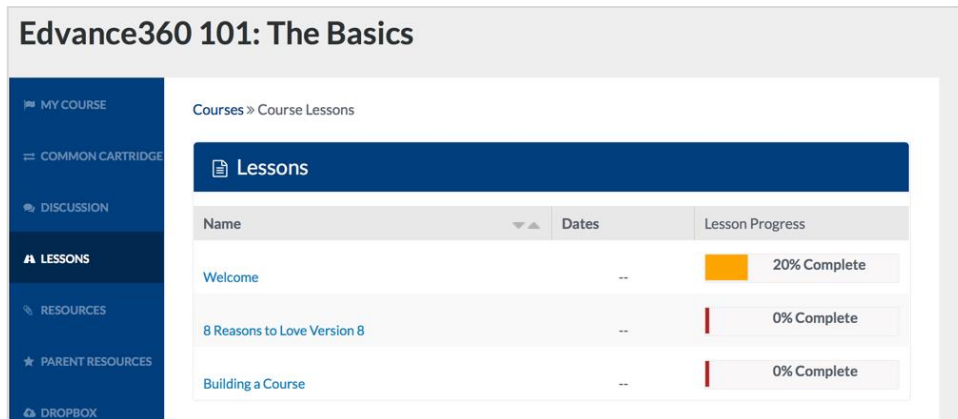 Edvance360 101: The Basics
MY COURSE
COMMON CARTRIDGE
DISCUSSION
LESSONS
RESOURCES
PARENT RESOURCES
DROPBOX
Courses » Course Lessons
Lessons
Name Dates Lesson Progress
Welcome -- 20% Complete
8 Reasons to Love Version 8 -- 0% Complete
Building a Course -- 0% Complete